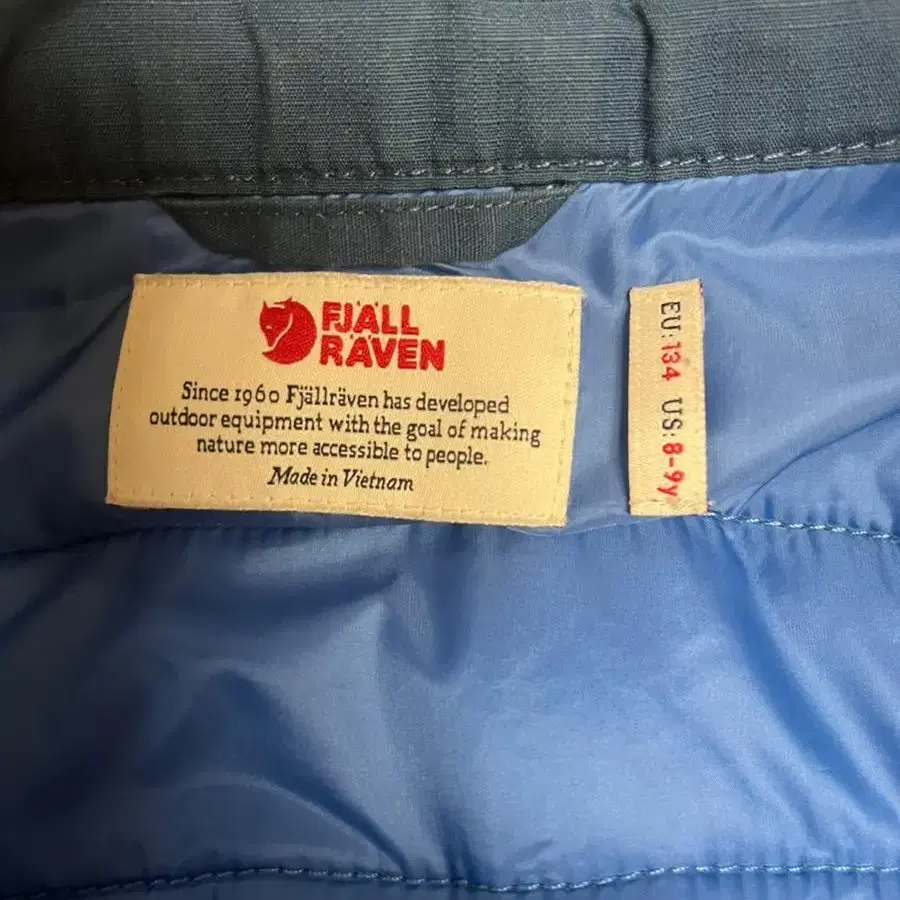 FJÄLL
RÄVEN
Since 1960 Fjällräven has developed
outdoor equipment with the goal of making
nature more accessible to people.
Made in Vietnam
EU:134 US:8-9y